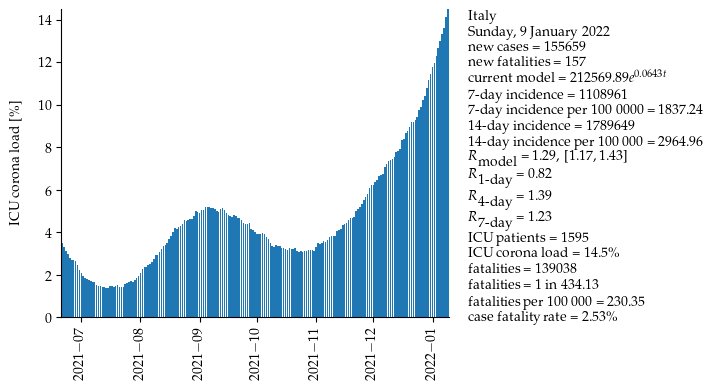 ICU corona load [%]
14
12
10
8
6
4
2
0
2021−07
2021−08
2021−09
2021−10
2021−11
2021−12
2022−01
Italy
Sunday, 9 January 2022
new cases = 155659
new fatalities = 157
current model = 212569.89e^0.0643t
7-day incidence = 1108961
7-day incidence per 100 0000 = 1837.24
14-day incidence = 1789649
14-day incidence per 100 000 = 2964.96
R_model = 1.29, [1.17, 1.43]
R_1-day = 0.82
R_4-day = 1.39
R_7-day = 1.23
ICU patients = 1595
ICU corona load = 14.5%
fatalities = 139038
fatalities = 1 in 434.13
fatalities per 100 000 = 230.35
case fatality rate = 2.53%